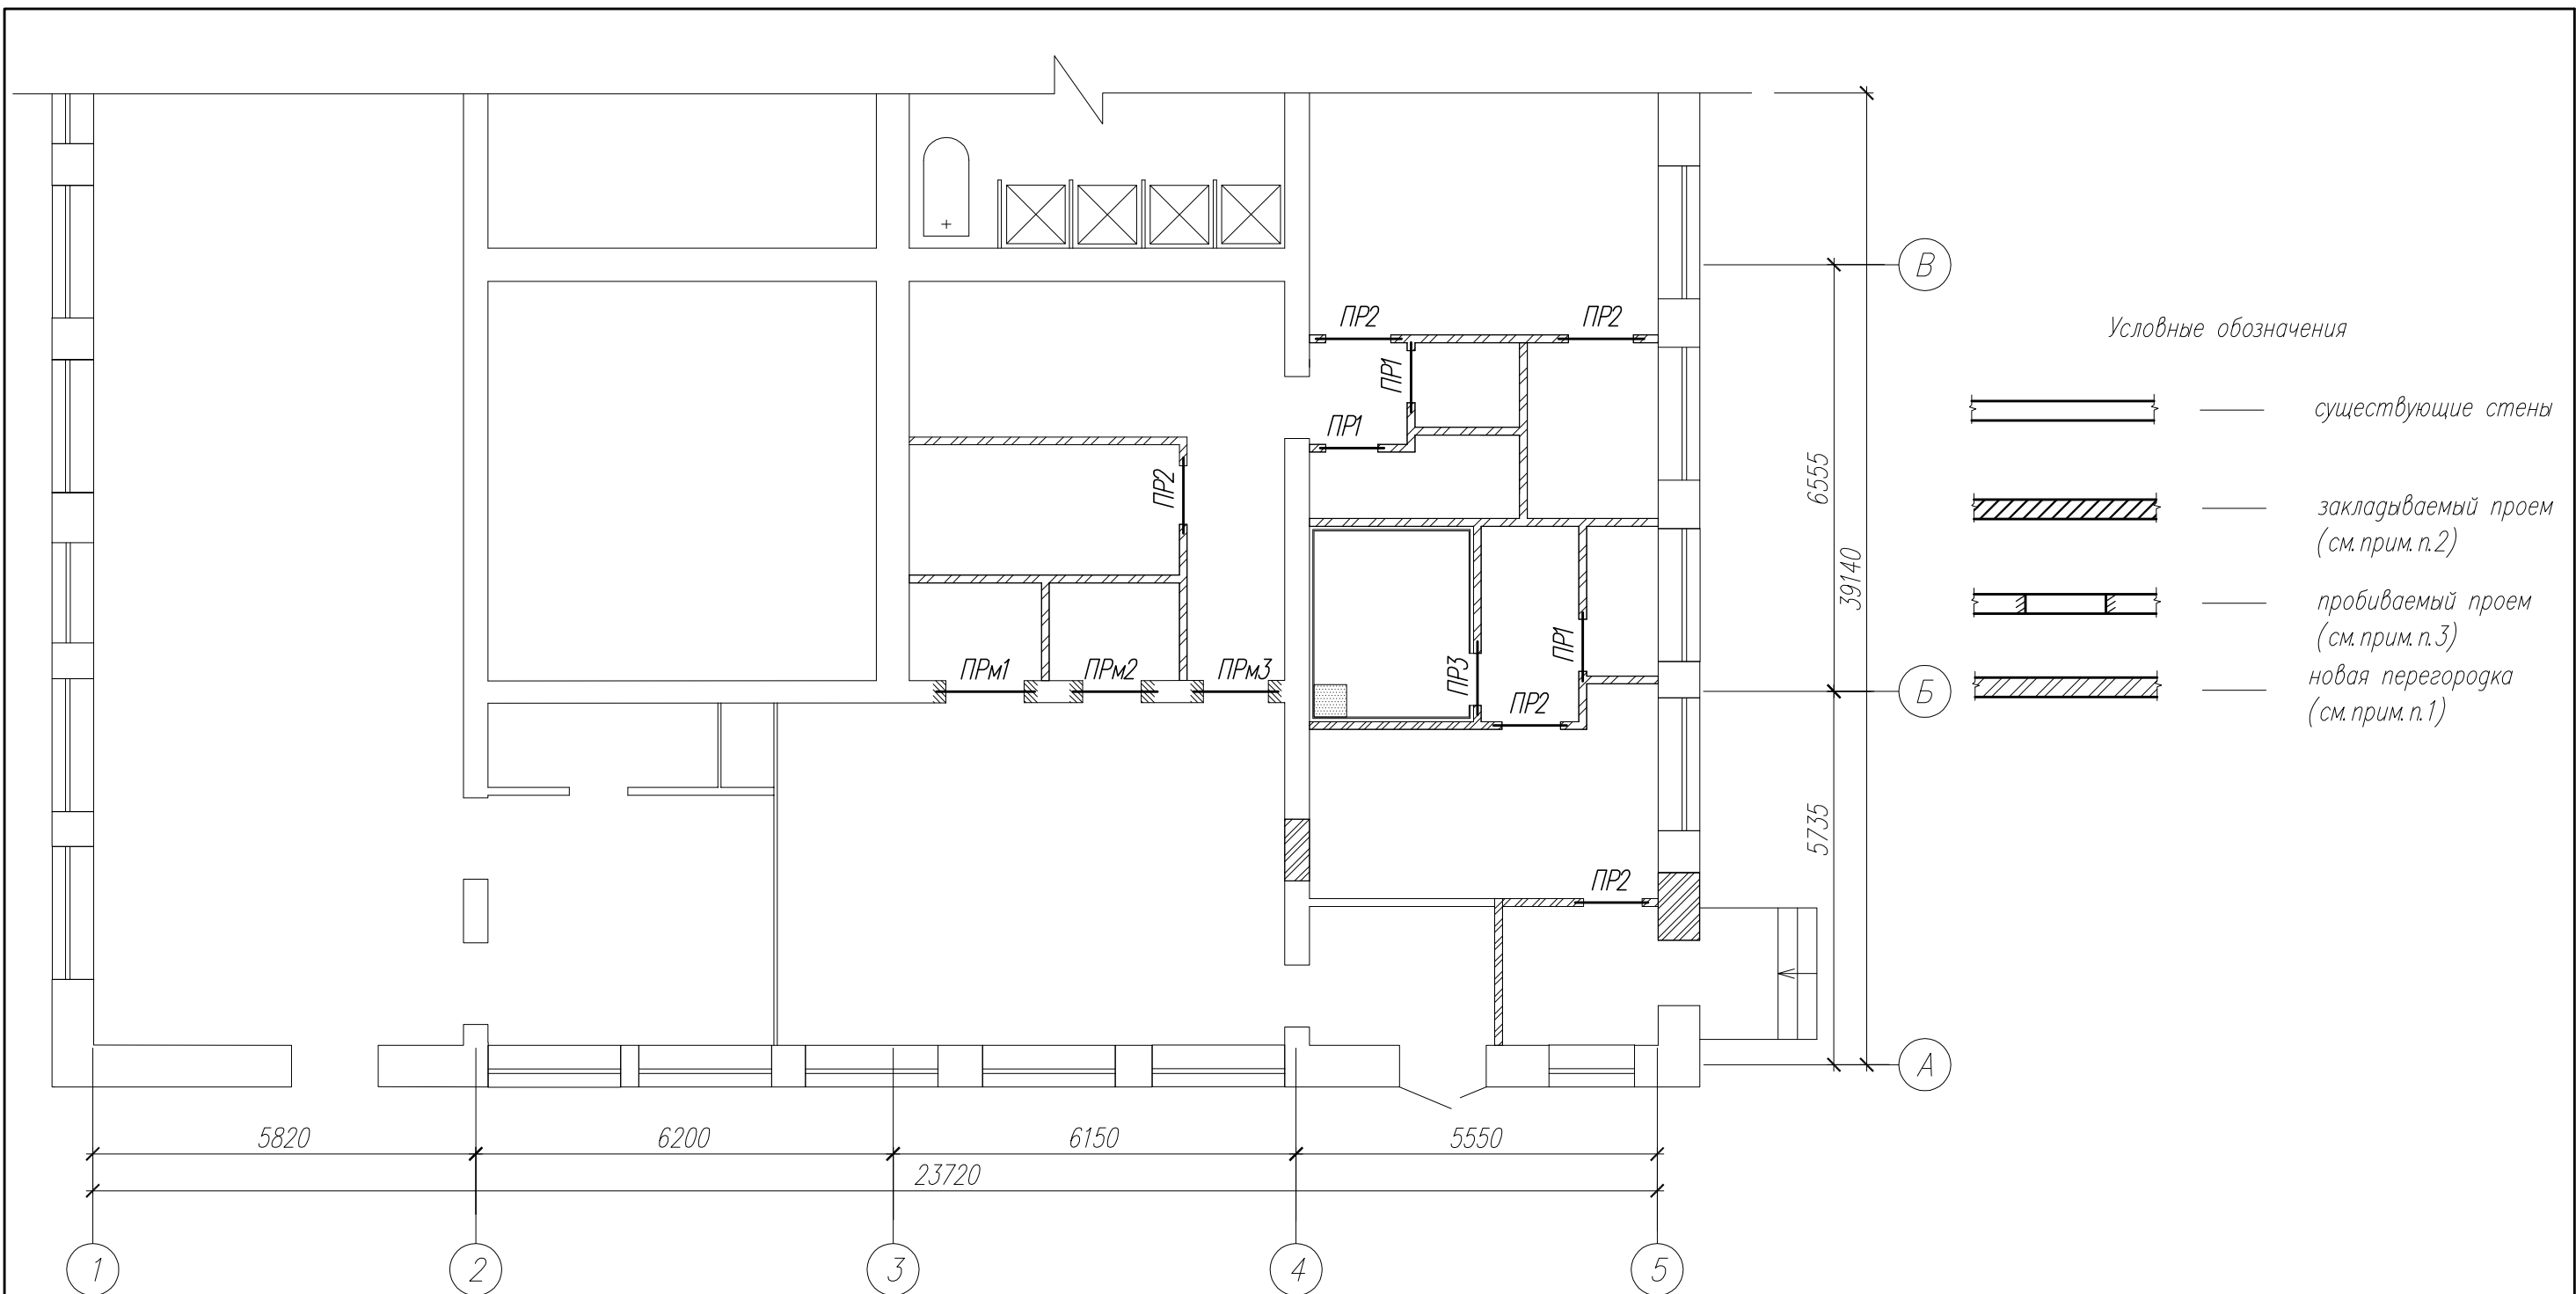 В
ПР2
ПР2
Условные обозначения
ПР1
существующие стены
ПР1
6555
ПР2
закладываемый проем
(см. прим. п.2)
39140
пробиваемый проем
(см. прим. п.3)
ПР1
ПРм1
ПРм2
ПРм3
ПР3
новая перегородка
(см. прим. п.1)
ПР2
Б
5735
ПР2
А
5820
6200
6150
5550
23720
1
2
3
4
5